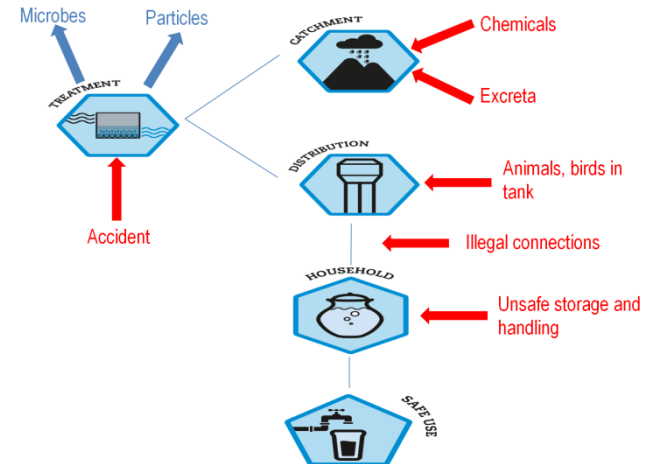 Microbes
Particles
TREATMENT
Accident
CATCHMENT
Chemicals
Excreta
DISTRIBUTION
Animals, birds in
tank
Illegal connections
HOUSEHOLD
Unsafe storage and
handling
SAFE USE